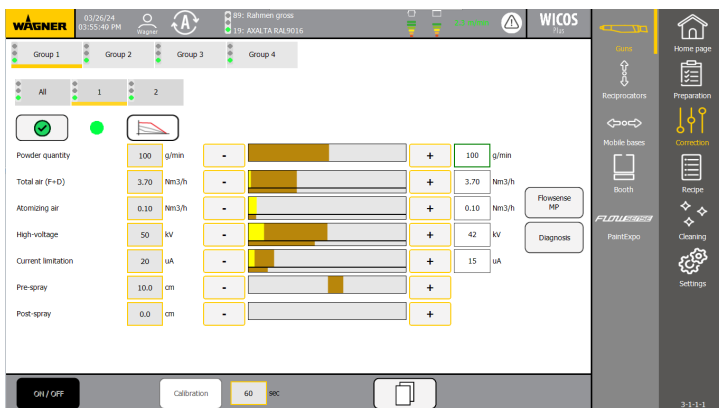 WAGNER
03/26/24
03:55:40 PM
Wagner
A
89: Rahmen gross
19: AXALTA RAL9016
WICOS
Plus
Group 1
Group 2
Group 3
Group 4
All
1
2
Powder quantity 100 g/min - + 100 g/min
Total air (F+D) 3.70 Nm3/h - + 3.70 Nm3/h
Atomizing air 0.10 Nm3/h - + 0.10 Nm3/h
High-voltage 50 kV - + 42 kV
Current limitation 20 uA - + 15 uA
Pre-spray 10.0 cm - +
Post-spray 0.0 cm - +
Flowsense
MP
Diagnosis
ON / OFF
Calibration
60 sec
Guns
Reciprocators
Mobile bases
Booth
FLOWSENSE
PaintExpo
Home page
Preparation
Correction
Recipe
Cleaning
Settings
3-1-1-1